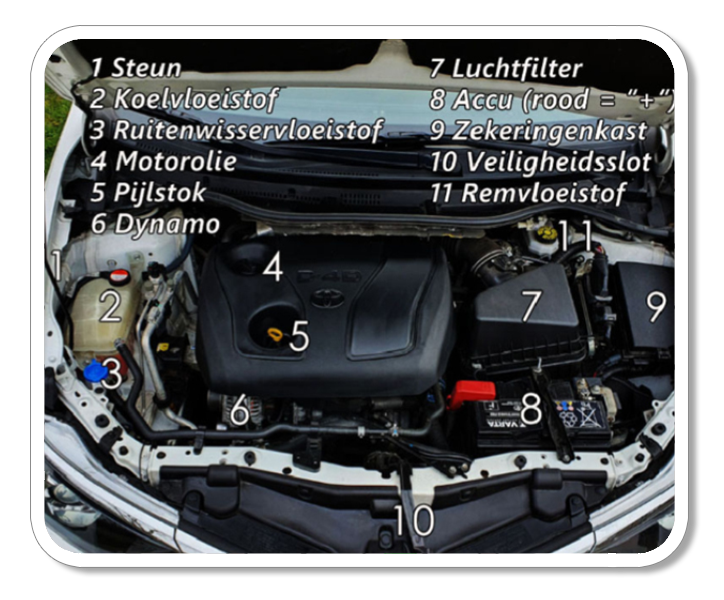 1 Steun
2 Koelvloeistof
3 Ruitenwisservloeistof
4 Motorolie
5 Pijlstok
6 Dynamo
7 Luchtfilter
8 Accu (rood = "+")
9 Zekeringenkast
10 Veiligheidsslot
11 Remvloeistof
1
2
3
4
D-4D
5
6
7
11
9
8
VARTA
10